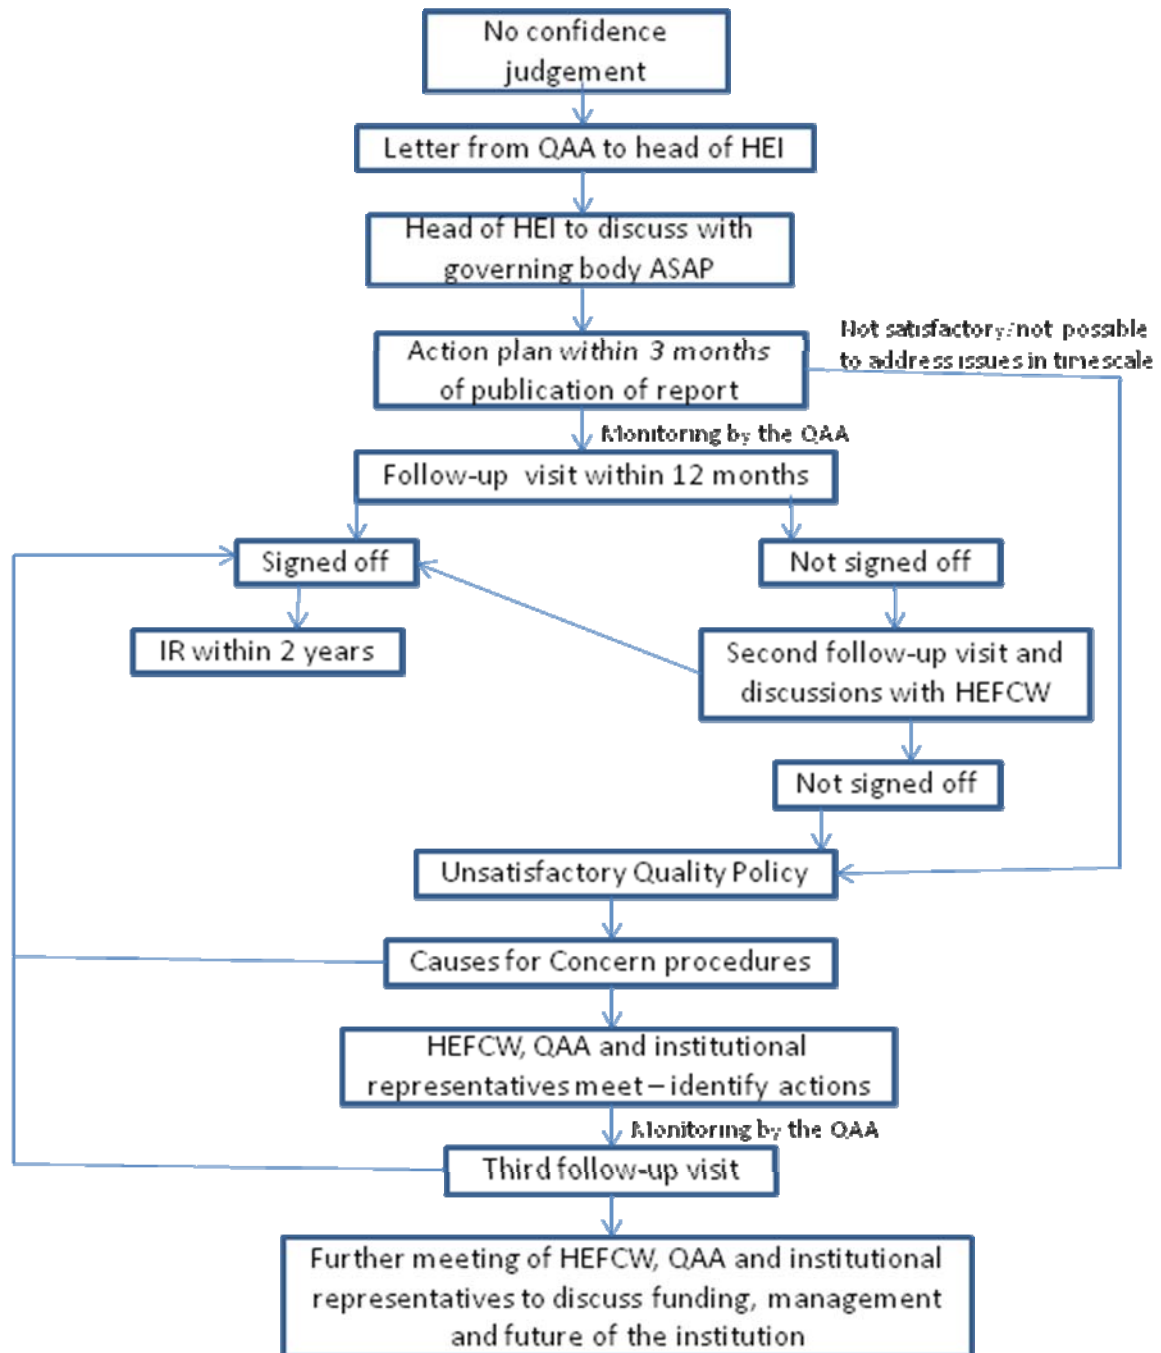 No confidence
judgement
Letter from QAA to head of HEI
Head of HEI to discuss with
governing body ASAP
Action plan within 3 months
of publication of report
Not satisfactory/not possible
to address issues in timescale
Monitoring by the QAA
Follow-up visit within 12 months
Signed off
Not signed off
IR within 2 years
Second follow-up visit and
discussions with HEFCW
Not signed off
Unsatisfactory Quality Policy
Causes for Concern procedures
HEFCW, QAA and institutional
representatives meet – identify actions
Monitoring by the QAA
Third follow-up visit
Further meeting of HEFCW, QAA and institutional
representatives to discuss funding, management
and future of the institution